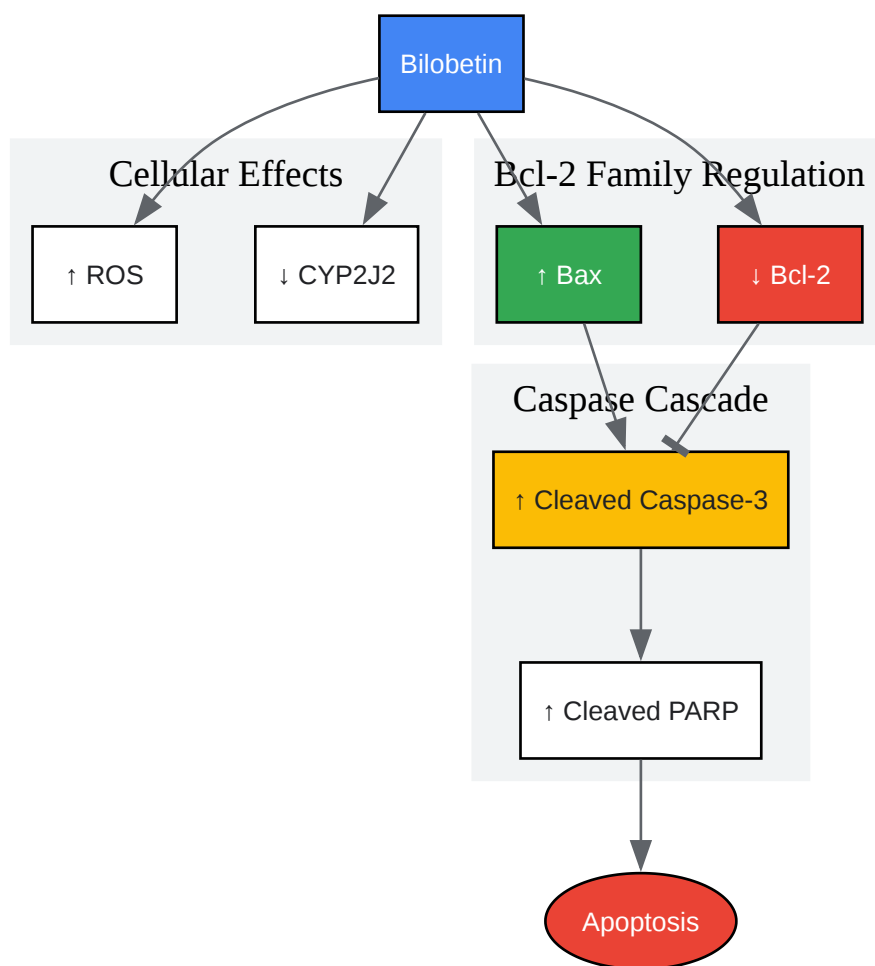 Bilobetin
Cellular Effects
Bcl-2 Family Regulation
↑ ROS
↓ CYP2J2
↑ Bax
↓ Bcl-2
Caspase Cascade
↑ Cleaved Caspase-3
↑ Cleaved PARP
Apoptosis